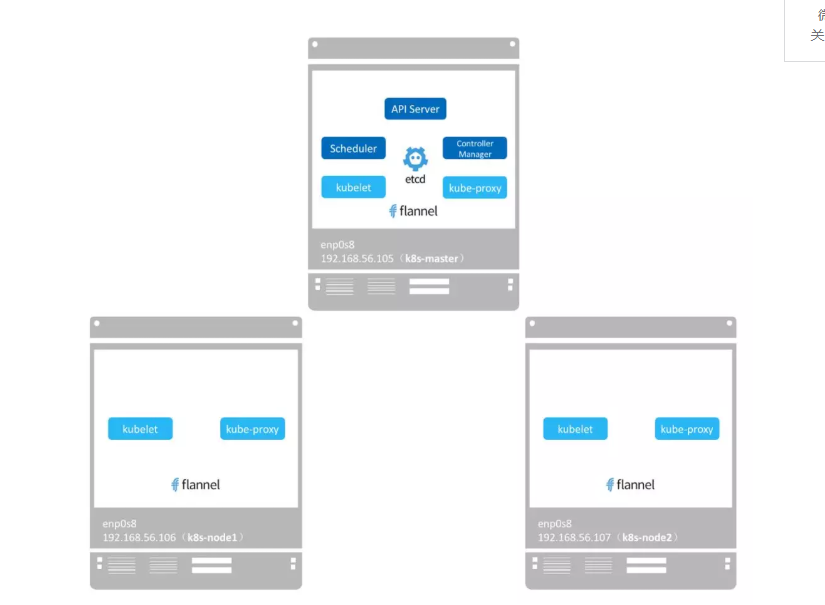 关
API Server
Scheduler
Controller
Manager
etcd
kubelet
kube-proxy
flannel
enp0s8
192.168.56.105（k8s-master）
kubelet
kube-proxy
flannel
enp0s8
192.168.56.106（k8s-node1）
kubelet
kube-proxy
flannel
enp0s8
192.168.56.107（k8s-node2）